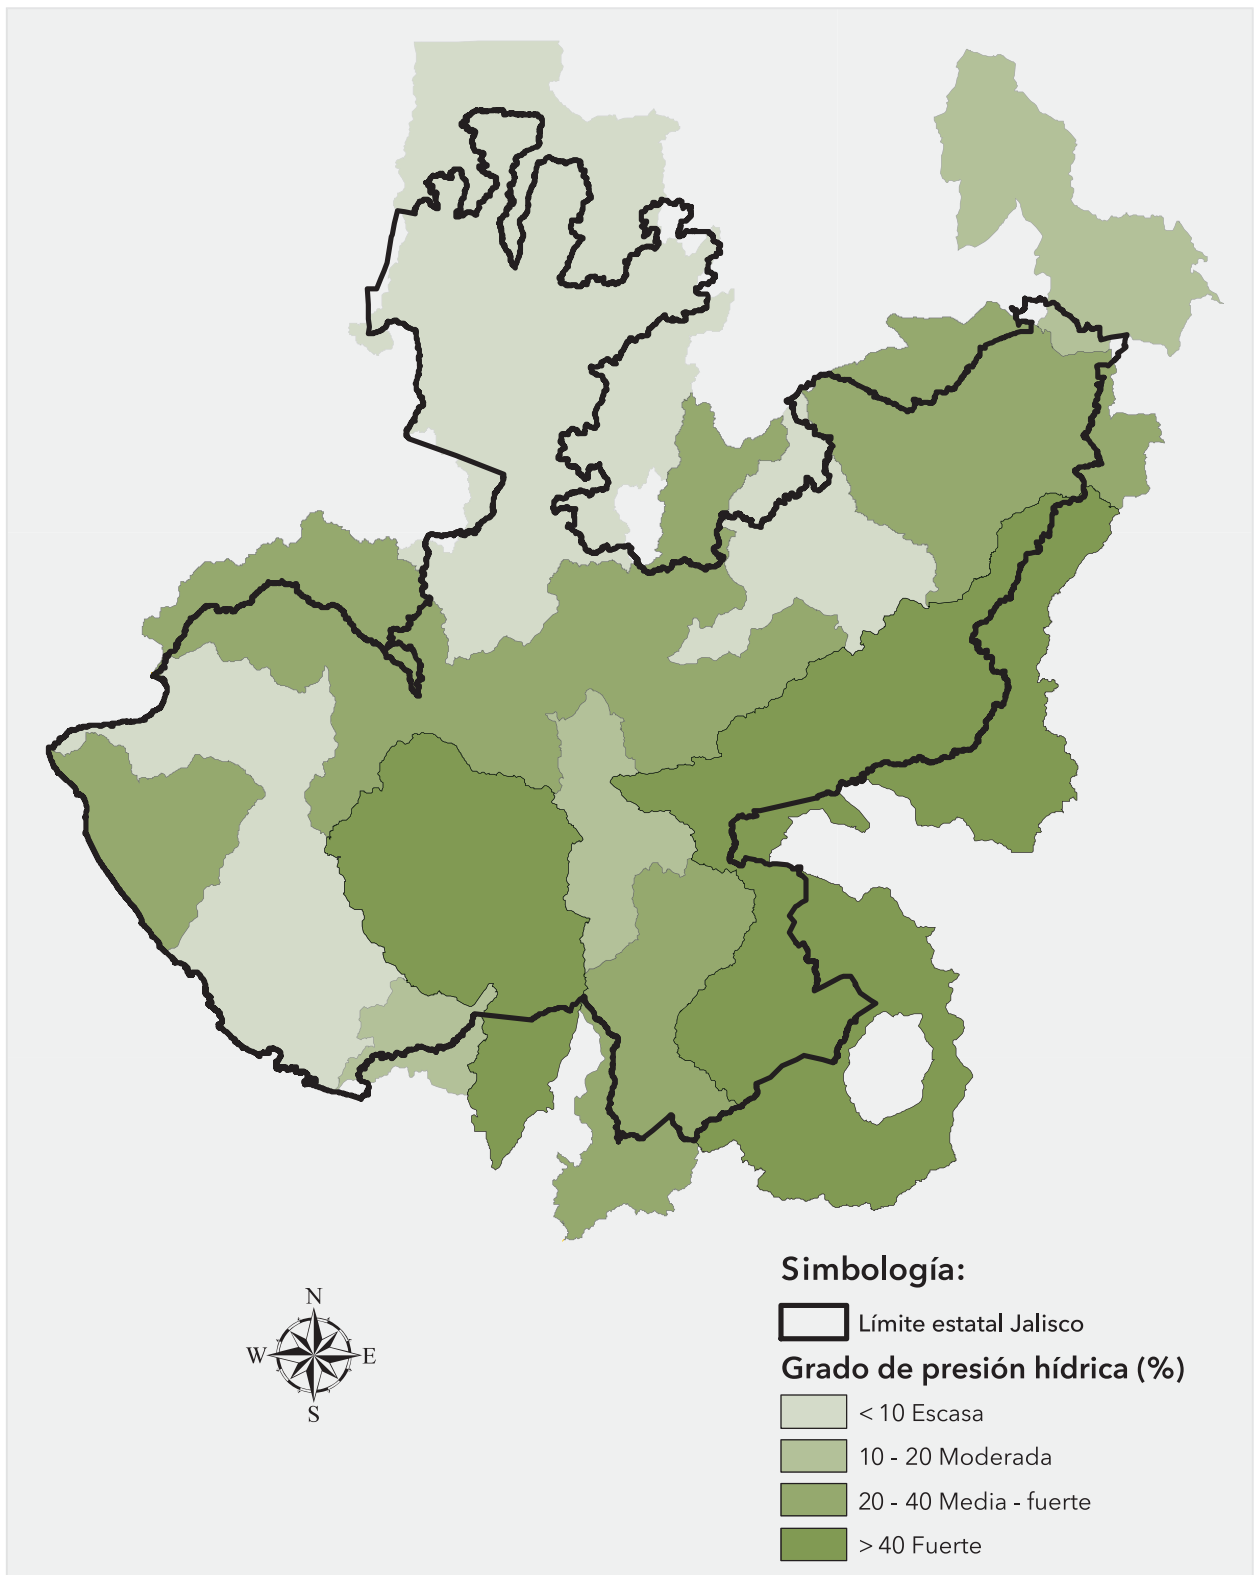 N
W E
S
Simbología:
Límite estatal Jalisco
Grado de presión hídrica (%)
< 10 Escasa
10 - 20 Moderada
20 - 40 Media - fuerte
> 40 Fuerte